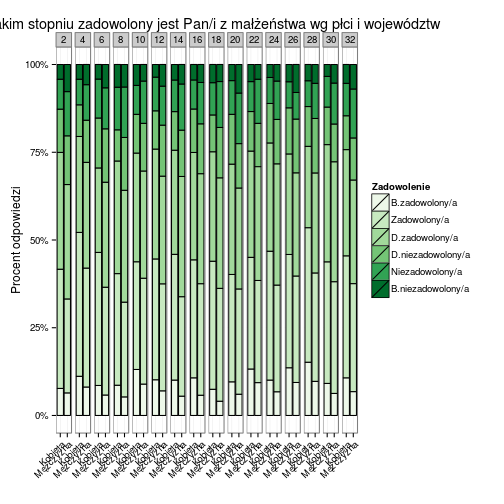 akim stopniu zadowolony jest Pan/i z małżeństwa wg płci i województw
2 4 6 8 10 12 14 16 18 20 22 24 26 28 30 32
100%
75%
50%
25%
0%
Procent odpowiedzi
Zadowolenie
B.zadowolony/a
Zadowolony/a
D.zadowolony/a
D.niezadowolony/a
Niezadowolony/a
B.niezadowolony/a